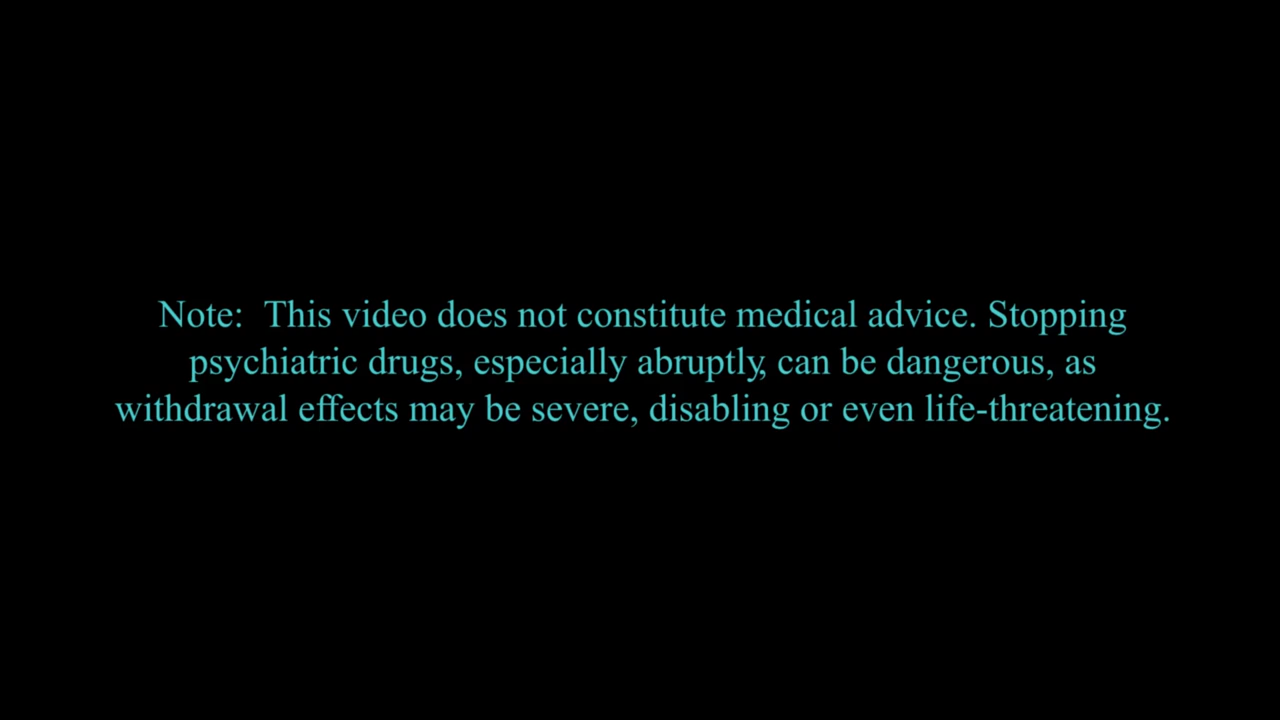 Note:  This video does not constitute medical advice. Stopping
psychiatric drugs, especially abruptly, can be dangerous, as
withdrawal effects may be severe, disabling or even life-threatening.